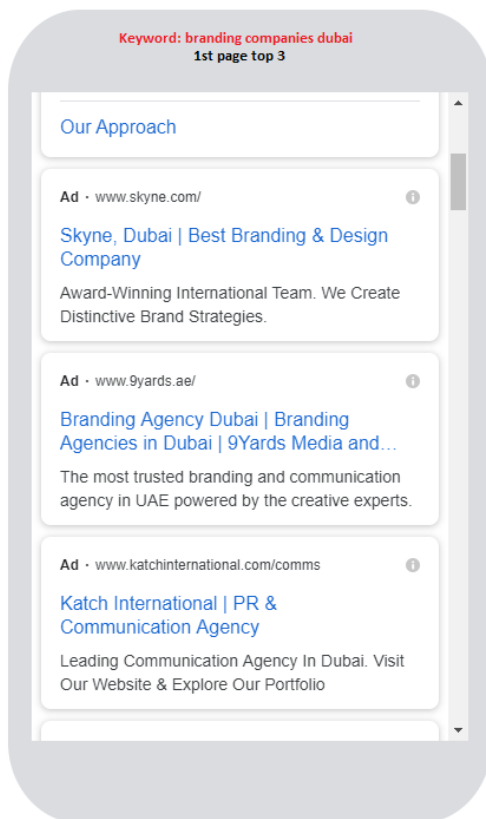 Keyword: branding companies dubai
1st page top 3
Our Approach
Ad · www.skyne.com/
Skyne, Dubai | Best Branding & Design
Company
Award-Winning International Team. We Create
Distinctive Brand Strategies.
Ad · www.9yards.ae/
Branding Agency Dubai | Branding
Agencies in Dubai | 9Yards Media and...
The most trusted branding and communication
agency in UAE powered by the creative experts.
Ad · www.katchinternational.com/comms
Katch International | PR &
Communication Agency
Leading Communication Agency In Dubai. Visit
Our Website & Explore Our Portfolio